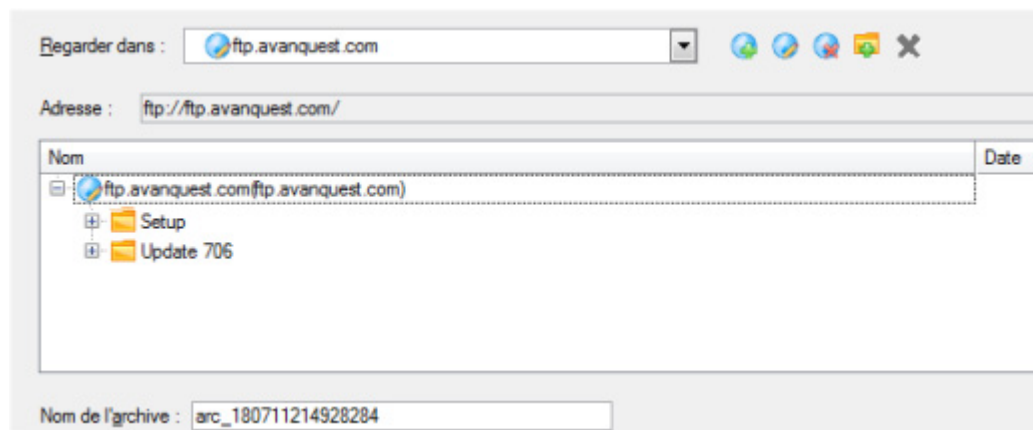 Regarder dans : ftp.avanquest.com
Adresse : ftp://ftp.avanquest.com/
Nom Date
ftp.avanquest.com(ftp.avanquest.com)
Setup
Update 706
Nom de l'archive : arc_180711214928284